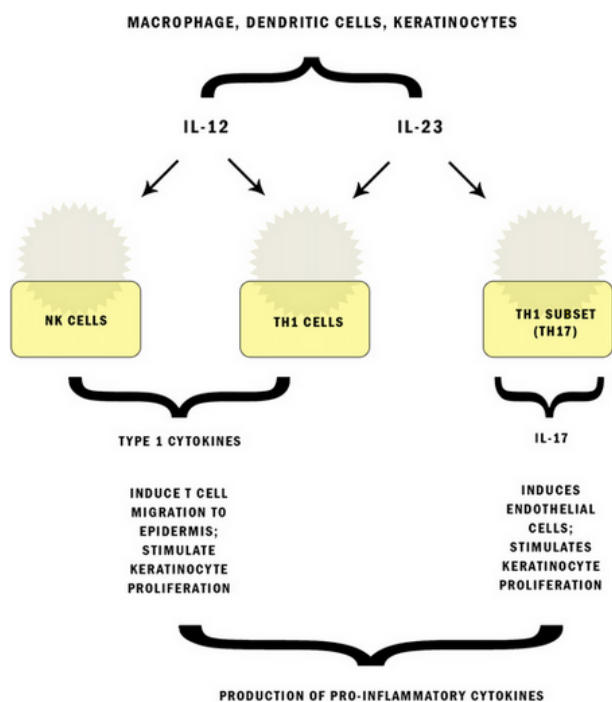 MACROPHAGE, DENDRITIC CELLS, KERATINOCYTES
IL-12
IL-23
NK CELLS
TH1 CELLS
TH1 SUBSET
(TH17)
TYPE 1 CYTOKINES
IL-17
INDUCE T CELL
MIGRATION TO
EPIDERMIS;
STIMULATE
KERATINOCYTE
PROLIFERATION
INDUCES
ENDOTHELIAL
CELLS;
STIMULATES
KERATINOCYTE
PROLIFERATION
PRODUCTION OF PRO-INFLAMMATORY CYTOKINES